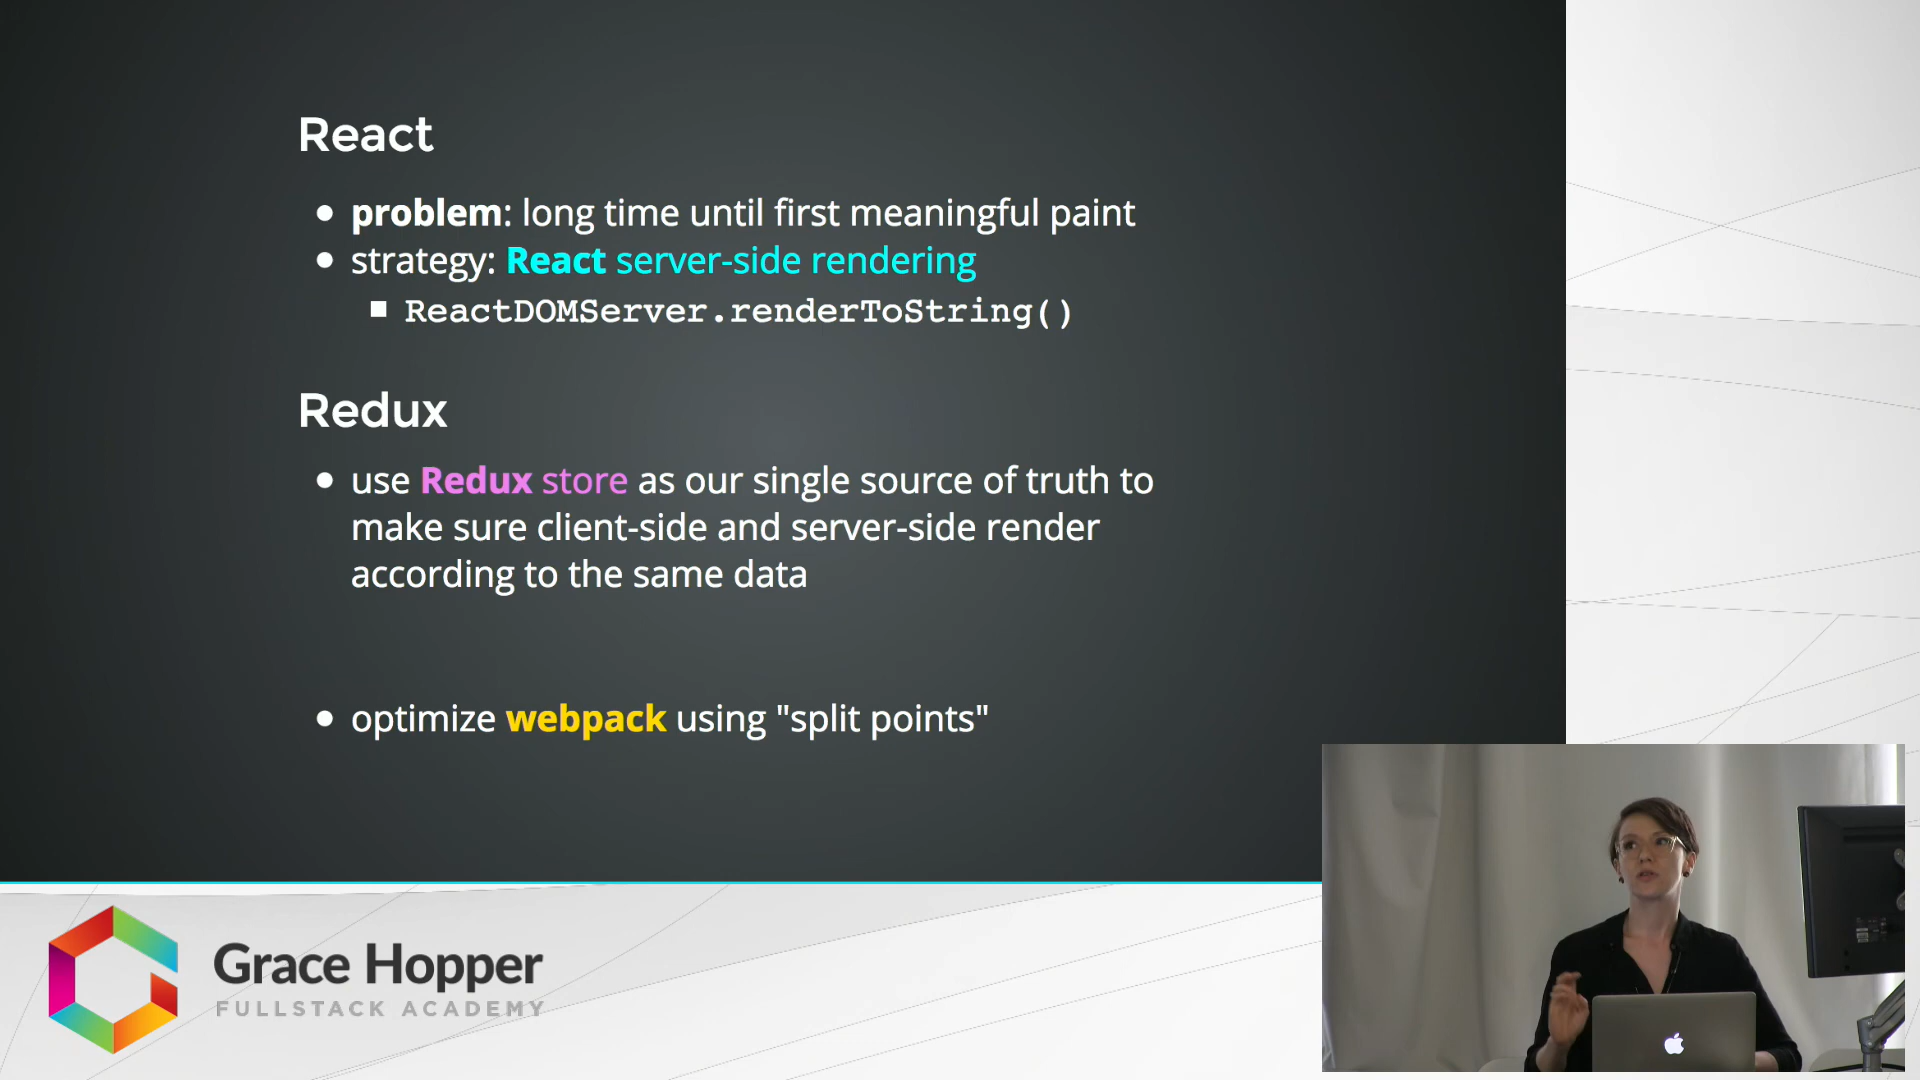 React
problem: long time until first meaningful paint
strategy: React server-side rendering
ReactDOMServer.renderToString()
Redux
use Redux store as our single source of truth to
make sure client-side and server-side render
according to the same data
optimize webpack using "split points"
Grace Hopper
FULLSTACK ACADEMY